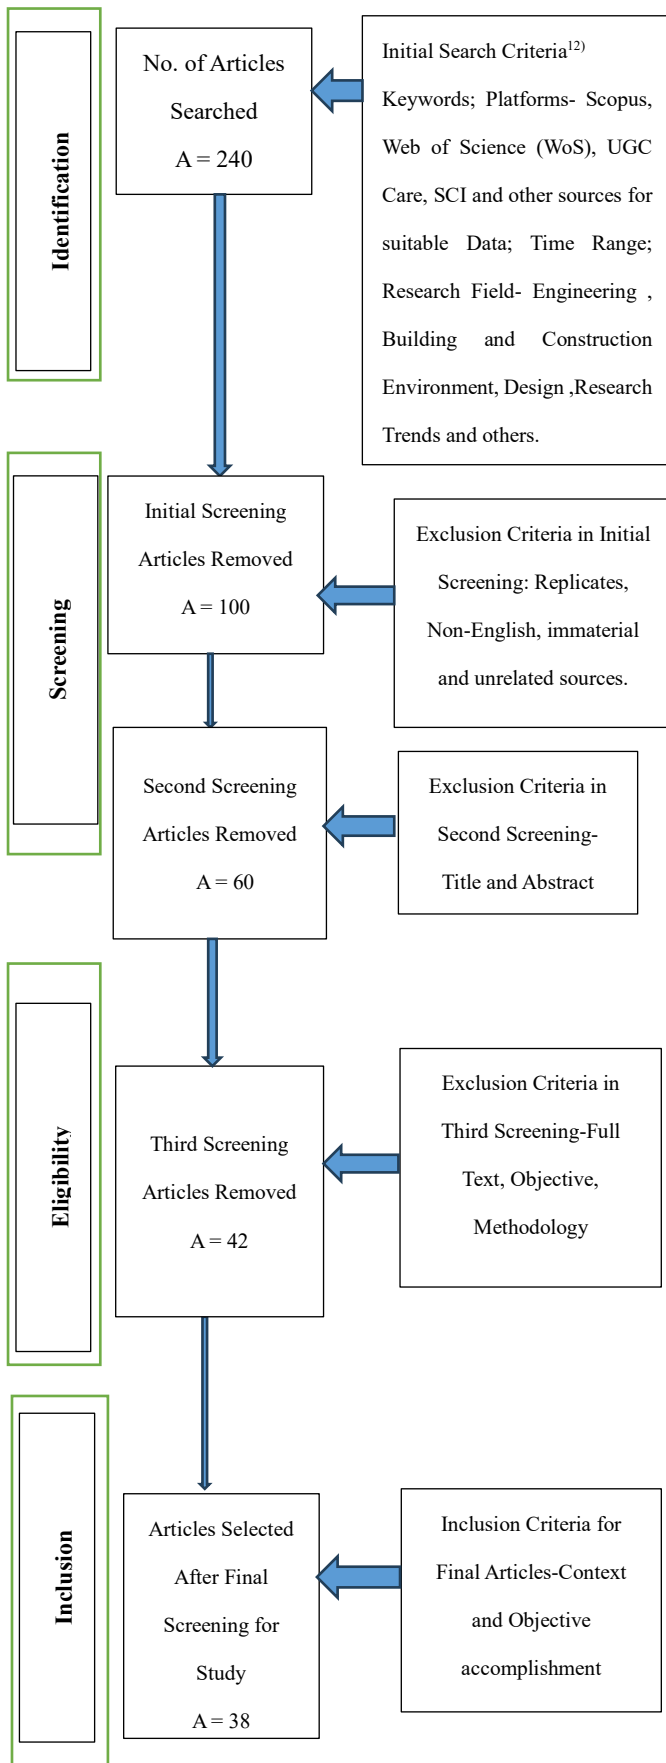 Identification
No. of Articles
Searched
A = 240
Initial Search Criteria12)
Keywords; Platforms- Scopus,
Web of Science (WoS), UGC
Care, SCI and other sources for
suitable Data; Time Range;
Research Field- Engineering ,
Building and Construction
Environment, Design ,Research
Trends and others.
Screening
Initial Screening
Articles Removed
A = 100
Exclusion Criteria in Initial
Screening: Replicates,
Non-English, immaterial
and unrelated sources.
Second Screening
Articles Removed
A = 60
Exclusion Criteria in
Second Screening-
Title and Abstract
Eligibility
Third Screening
Articles Removed
A = 42
Exclusion Criteria in
Third Screening-Full
Text, Objective,
Methodology
Inclusion
Articles Selected
After Final
Screening for
Study
A = 38
Inclusion Criteria for
Final Articles-Context
and Objective
accomplishment